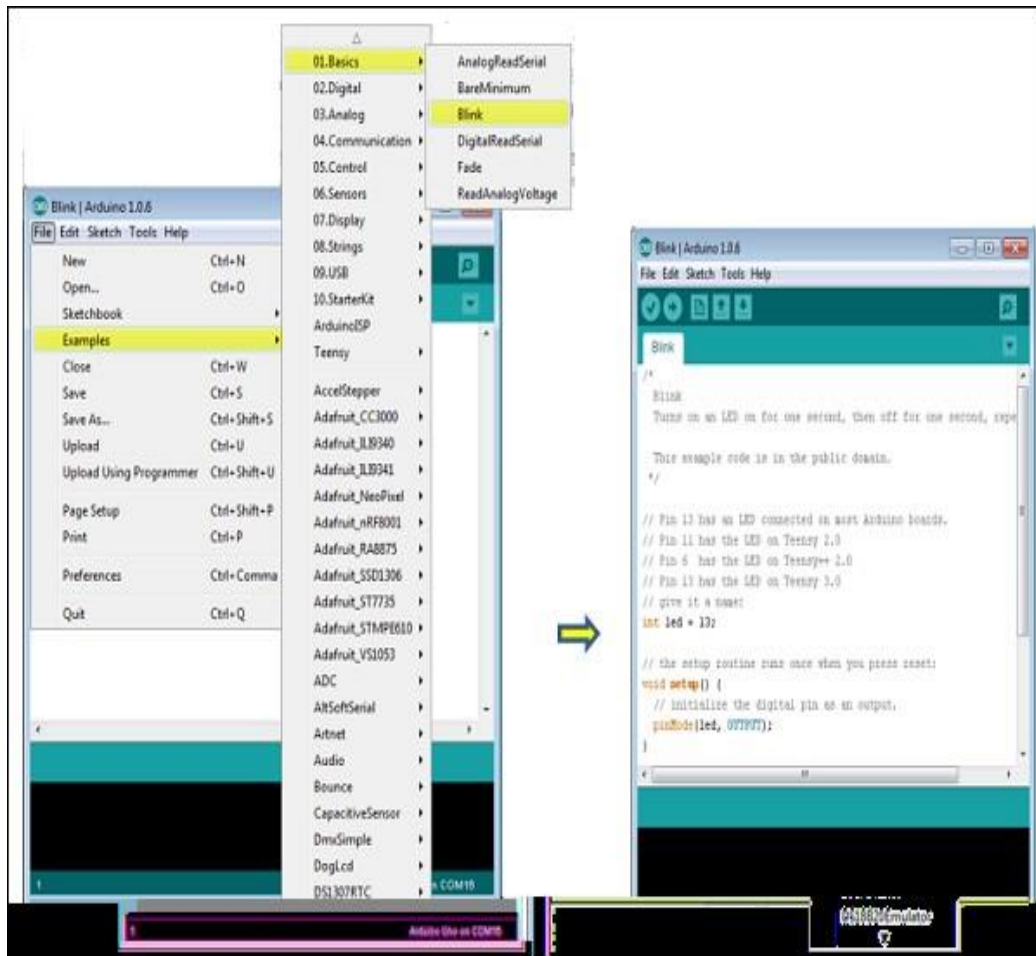 Blink | Arduino 1.0.6
File Edit Sketch Tools Help
New Ctrl+N
Open... Ctrl+O
Sketchbook
Examples
Close Ctrl+W
Save Ctrl+S
Save As... Ctrl+Shift+S
Upload Ctrl+U
Upload Using Programmer Ctrl+Shift+U
Page Setup Ctrl+Shift+P
Print Ctrl+P
Preferences Ctrl+Comma
Quit Ctrl+Q
01.Basics
02.Digital
03.Analog
04.Communication
05.Control
06.Sensors
07.Display
08.Strings
09.USB
10.StarterKit
ArduinoISP
Teensy
AccelStepper
Adafruit_CC3000
Adafruit_ILI9340
Adafruit_ILI9341
Adafruit_NeoPixel
Adafruit_nRF8001
Adafruit_RA8875
Adafruit_SSD1306
Adafruit_ST7735
Adafruit_STMPE610
Adafruit_VS1053
ADC
AltSoftSerial
Artnet
Audio
Bounce
CapacitiveSensor
DmxSimple
DogLcd
DS1307RTC
AnalogReadSerial
BareMinimum
Blink
DigitalReadSerial
Fade
ReadAnalogVoltage
1
on COM16
1 Arduino Uno on COM16
Blink | Arduino 1.0.6
File Edit Sketch Tools Help
Blink
/*
Blink
Turns on an LED on for one second, then off for one second, repe
This example code is in the public domain.
*/
// Pin 13 has an LED connected on most Arduino boards.
// Pin 11 has the LED on Teensy 2.0
// Pin 6 has the LED on Teensy++ 2.0
// Pin 13 has the LED on Teensy 3.0
// give it a name:
int led = 13;
// the setup routine runs once when you press reset:
void setup() {
// initialize the digital pin as an output.
pinMode(led, OUTPUT);
}